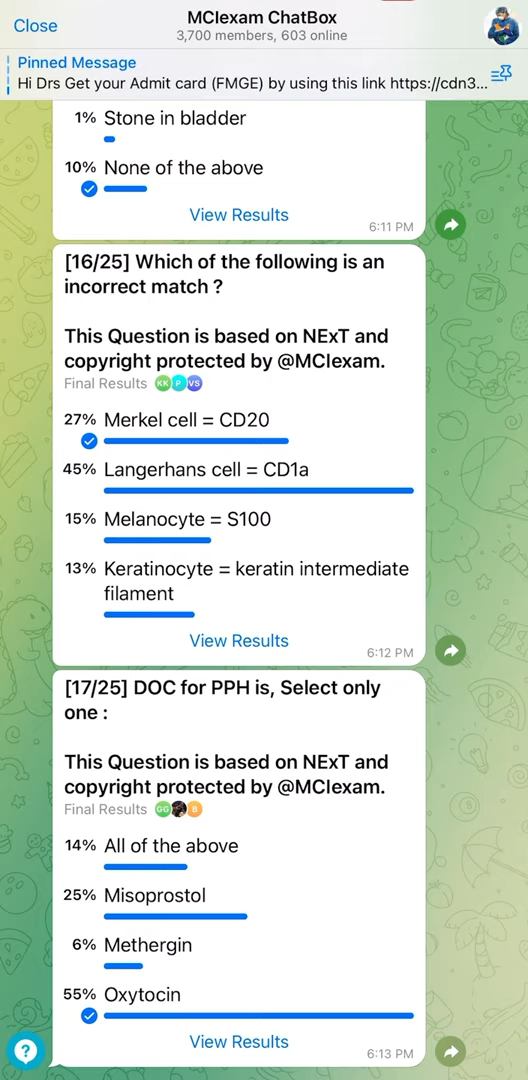 Close
MCIexam ChatBox
3,700 members, 603 online
Pinned Message
Hi Drs Get your Admit card (FMGE) by using this link https://cdn3...
1% Stone in bladder
10% None of the above
View Results
6:11 PM
[16/25] Which of the following is an
incorrect match ?
This Question is based on NExT and
copyright protected by @MCIexam.
Final Results KK P VS
27% Merkel cell = CD20
45% Langerhans cell = CD1a
15% Melanocyte = S100
13% Keratinocyte = keratin intermediate
filament
View Results
6:12 PM
[17/25] DOC for PPH is, Select only
one :
This Question is based on NExT and
copyright protected by @MCIexam.
Final Results GG B
14% All of the above
25% Misoprostol
6% Methergin
55% Oxytocin
View Results
6:13 PM
?